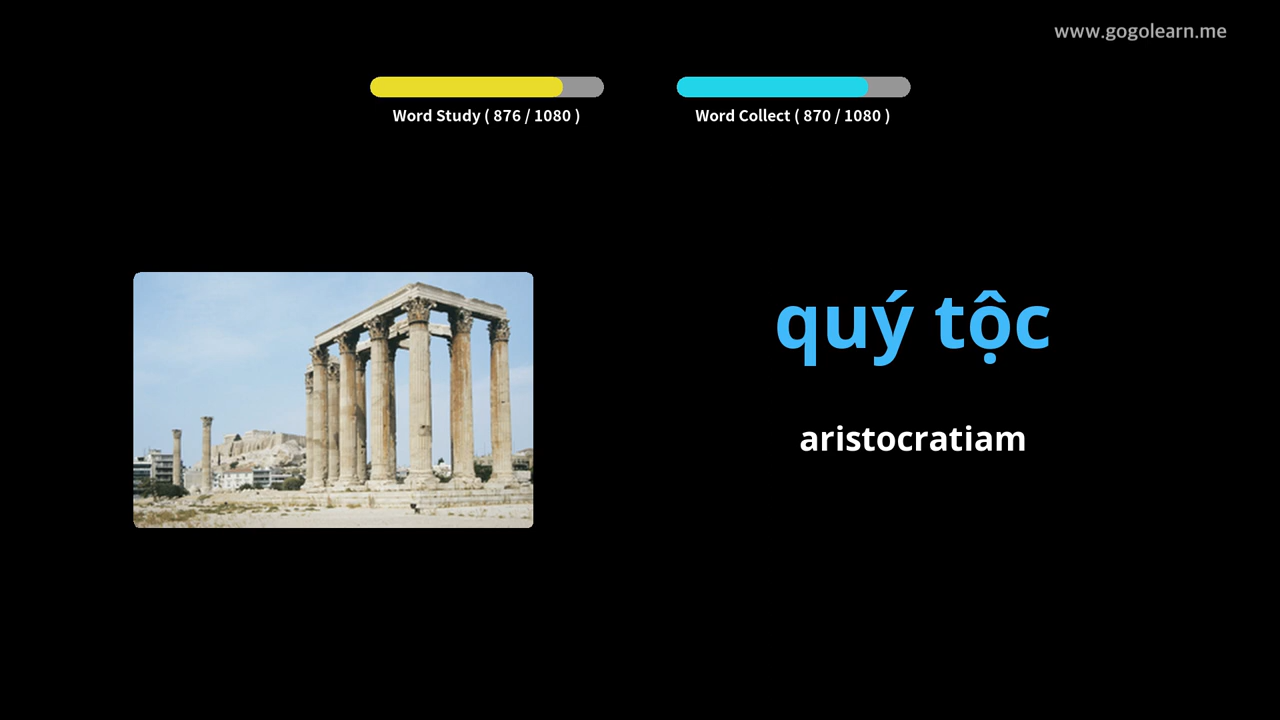 www.gogolearn.me
Word Study ( 876 / 1080 )
Word Collect ( 870 / 1080 )
quý tộc
aristocratiam